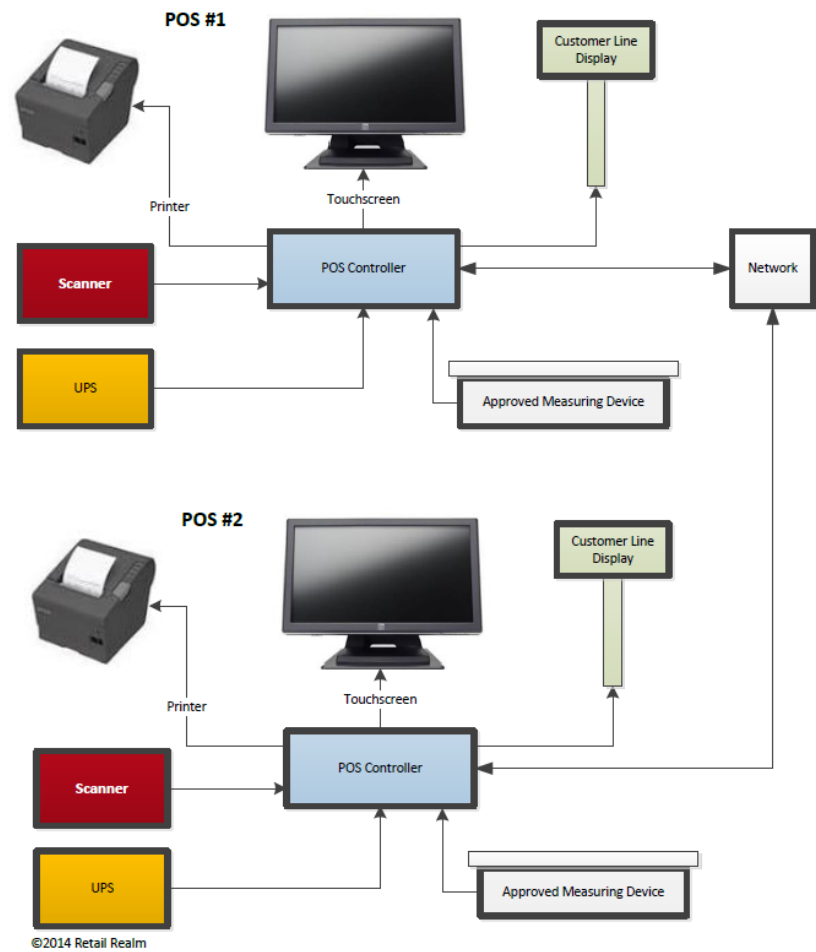 POS #1
Customer Line
Display
Printer
Touchscreen
Scanner
POS Controller
Network
UPS
Approved Measuring Device
POS #2
Customer Line
Display
Printer
Touchscreen
Scanner
POS Controller
UPS
Approved Measuring Device
©2014 Retail Realm